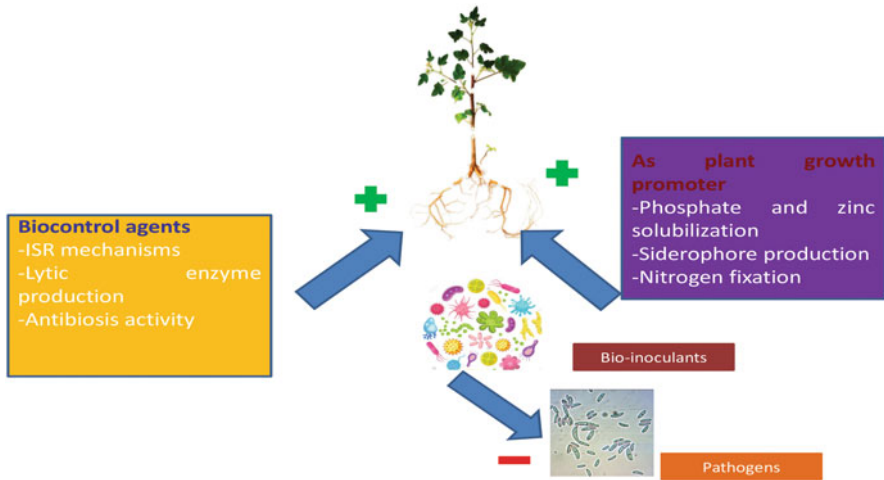 Biocontrol agents
-ISR mechanisms
-Lytic enzyme
production
-Antibiosis activity
As plant growth
promoter
-Phosphate and zinc
solubilization
-Siderophore production
-Nitrogen fixation
Bio-inoculants
Pathogens